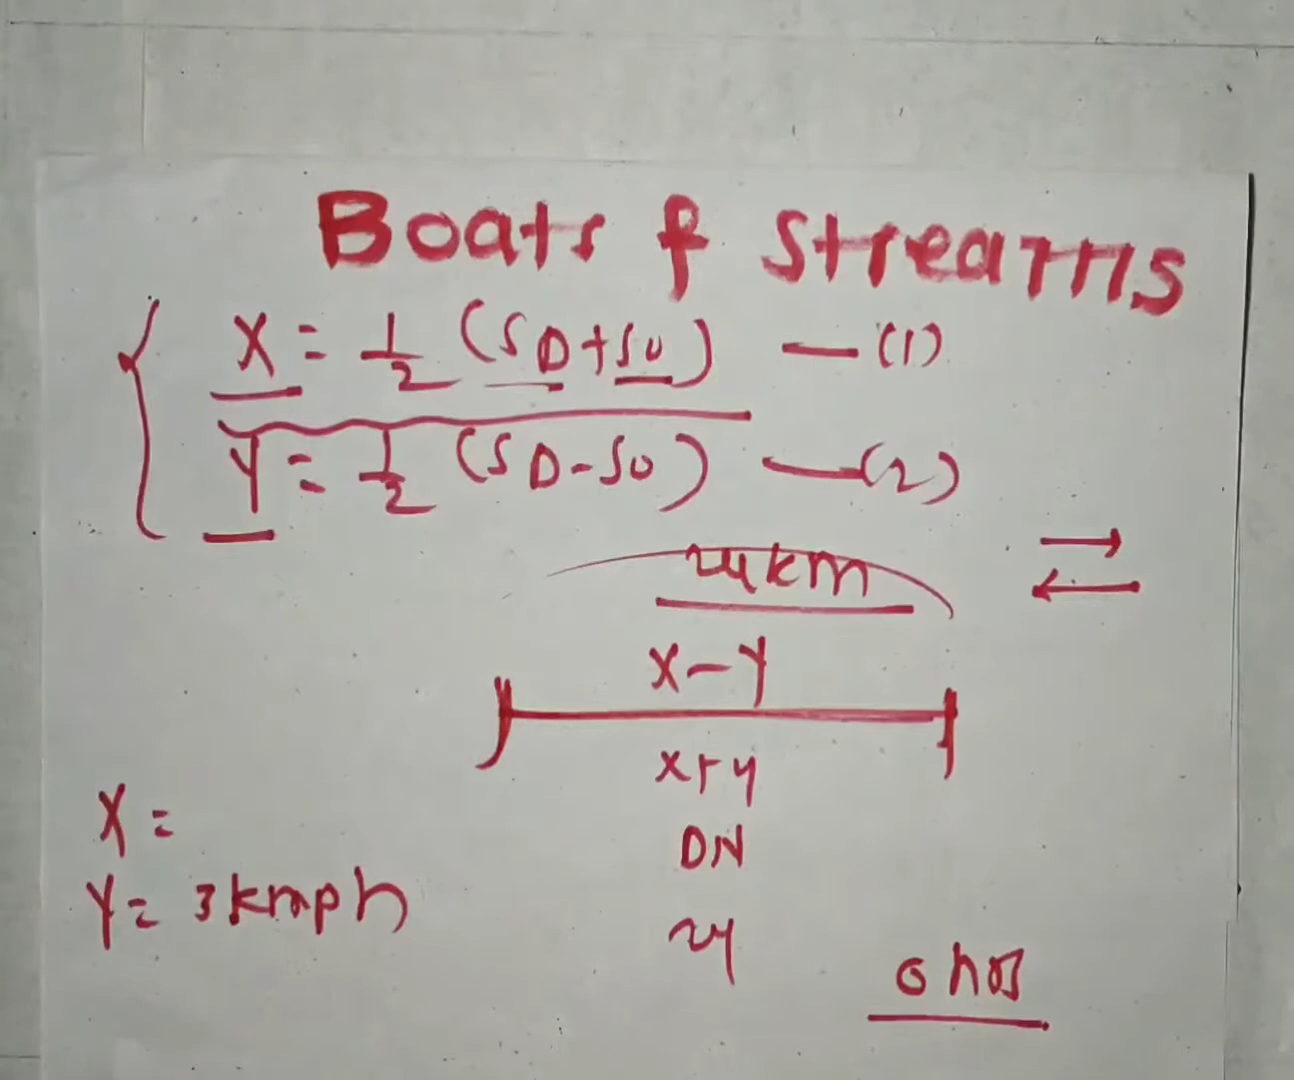 Boats & Streams
X = 1/2 (SD+SU) — (1)
Y = 1/2 (SD-SU) — (2)
24km
X-Y
x+y
X =
DN
Y= 3kmph
24
6 hrs